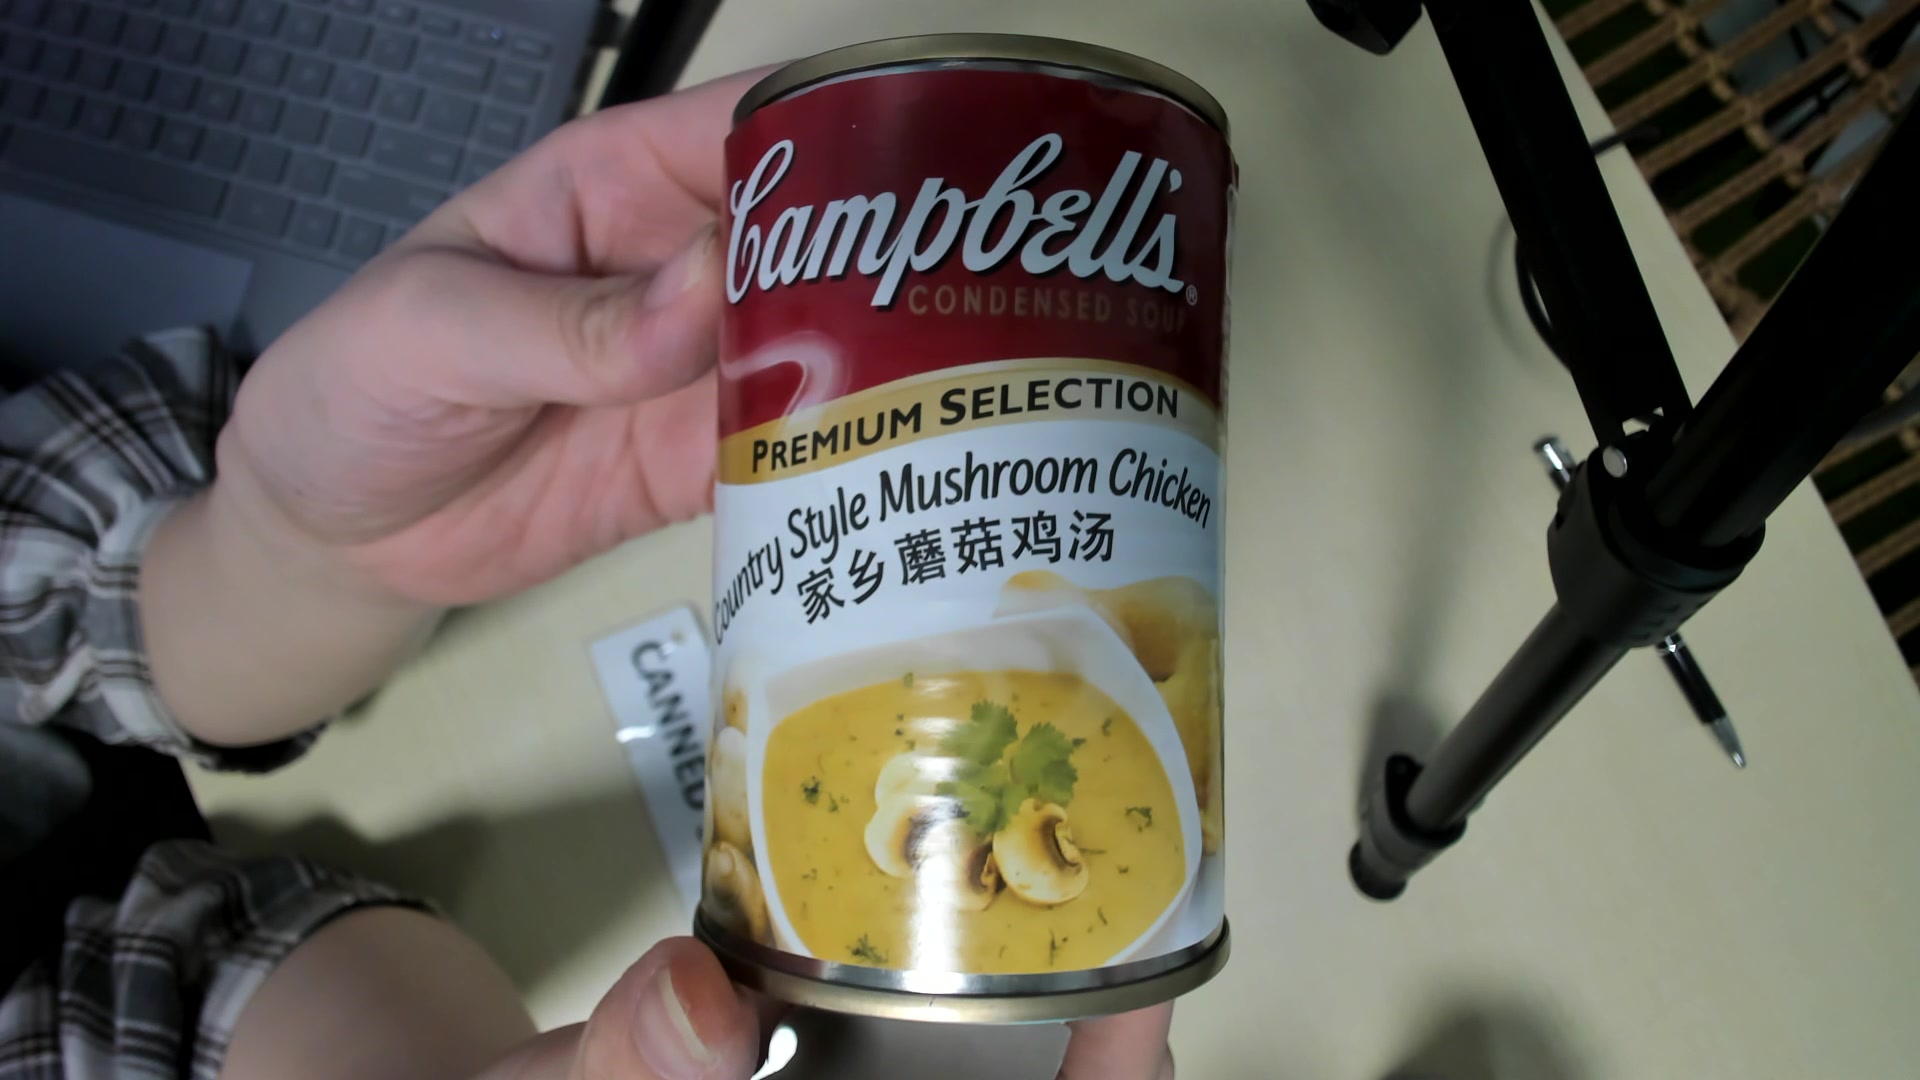 Campbell's®
CONDENSED SOUP
PREMIUM SELECTION
Country Style Mushroom Chicken
家乡蘑菇鸡汤
CANNED